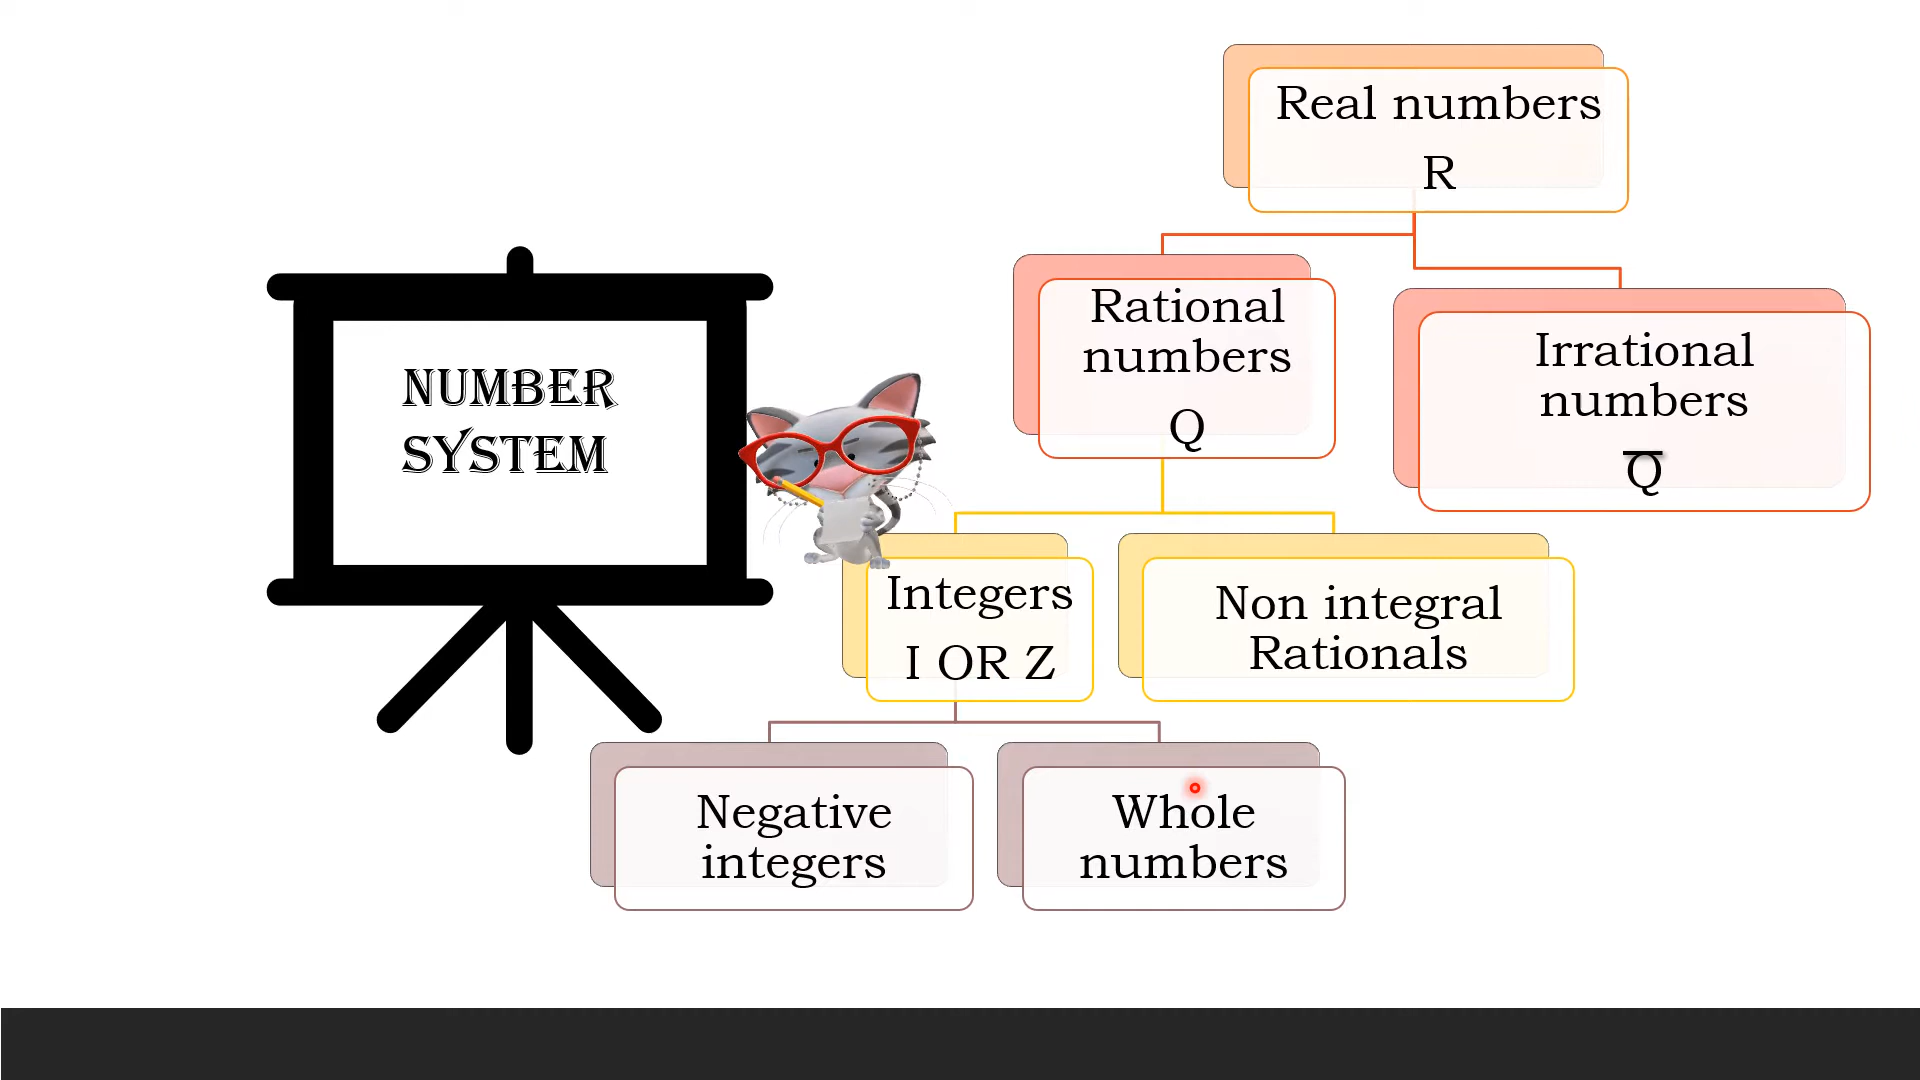 NUMBER
SYSTEM
Real numbers
R
Rational
numbers
Q
Irrational
numbers
Q̅
Integers
I OR Z
Non integral
Rationals
Negative
integers
Whole
numbers